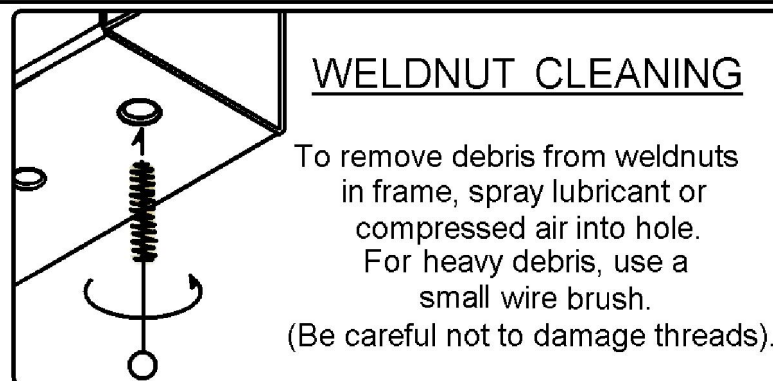 WELDNUT CLEANING
To remove debris from weldnuts
in frame, spray lubricant or
compressed air into hole.
For heavy debris, use a
small wire brush.
(Be careful not to damage threads).